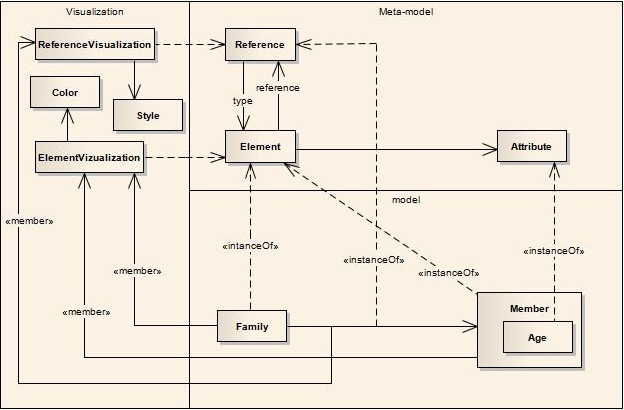 Visualization
Meta-model
ReferenceVisualization
Reference
Color
type
reference
Style
ElementVizualization
Element
Attribute
model
«member»
«intanceOf»
«instanceOf»
«instanceOf»
«instanceOf»
«member»
«member»
Family
Member
Age